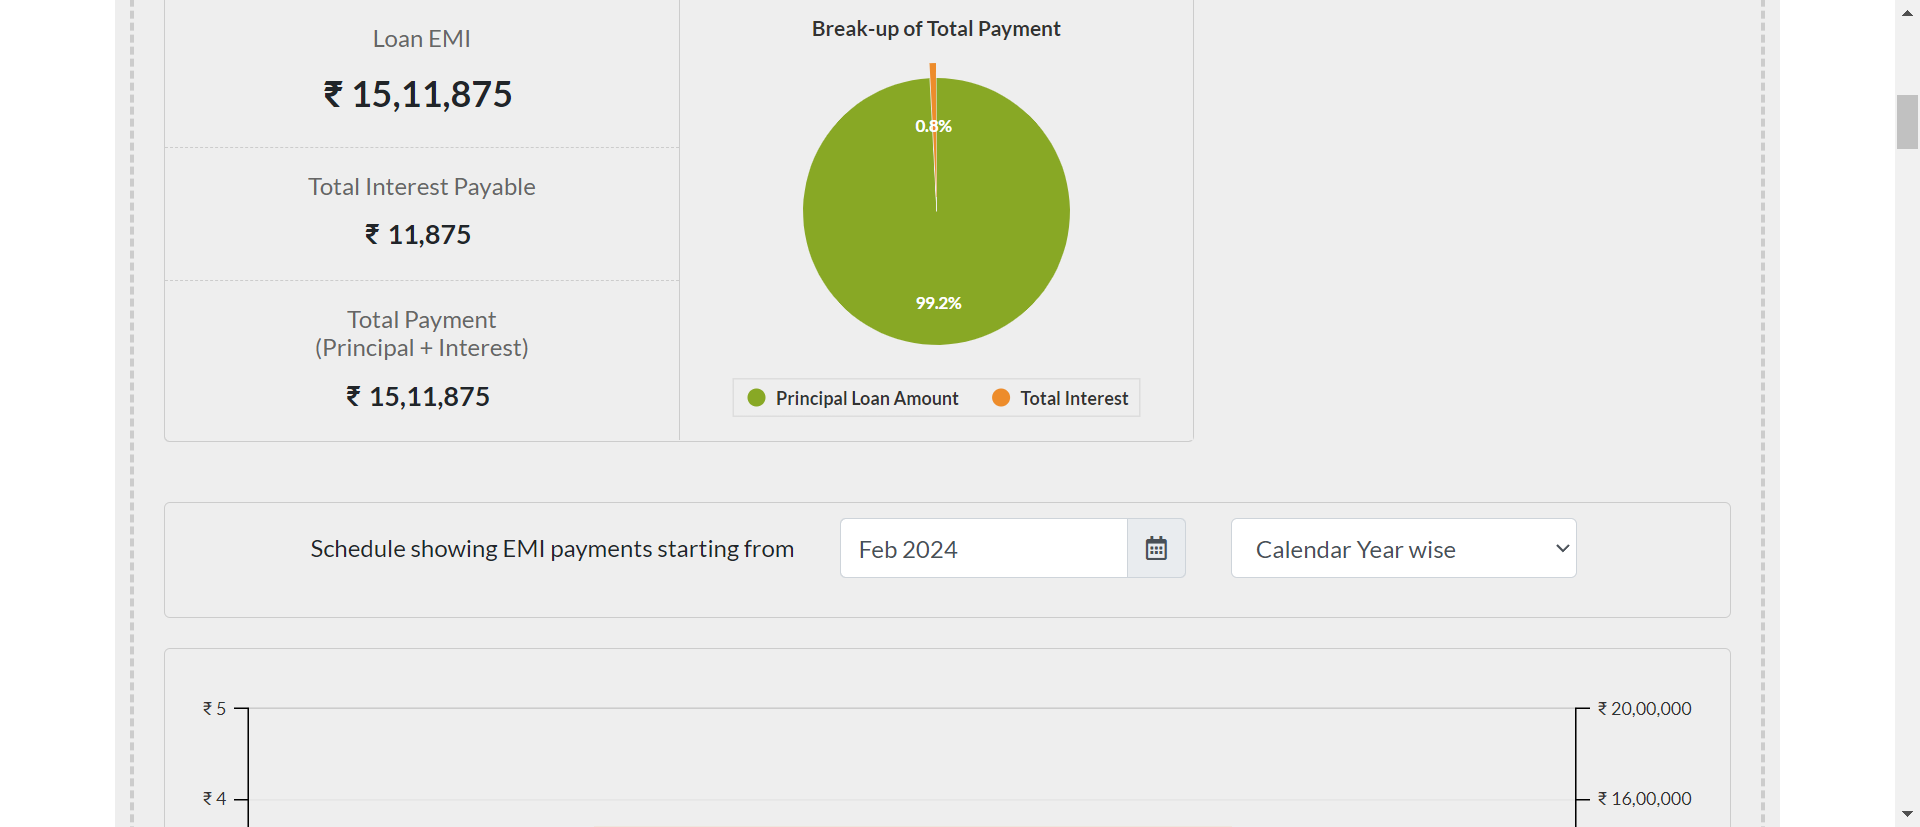 Loan EMI
₹ 15,11,875
Total Interest Payable
₹ 11,875
Total Payment
(Principal + Interest)
₹ 15,11,875
Break-up of Total Payment
0.8%
99.2%
Principal Loan Amount
Total Interest
Schedule showing EMI payments starting from
Feb 2024
Calendar Year wise
₹ 5
₹ 20,00,000
₹ 4
₹ 16,00,000